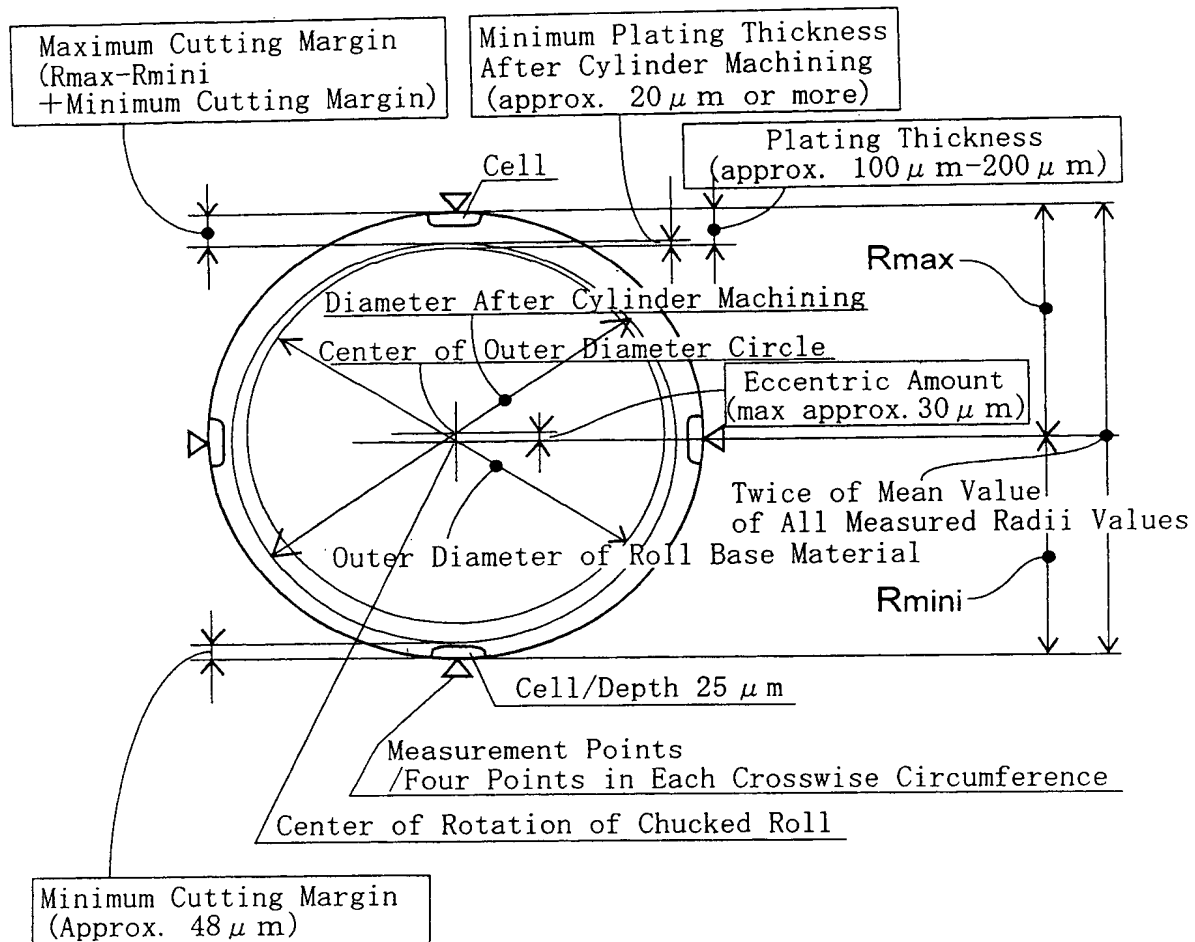 Maximum Cutting Margin
(Rmax-Rmini
+Minimum Cutting Margin)
Minimum Plating Thickness
After Cylinder Machining
(approx. 20μm or more)
Plating Thickness
(approx. 100μm-200μm)
Cell
Rmax
Diameter After Cylinder Machining
Center of Outer Diameter Circle
Eccentric Amount
(max approx. 30μm)
Twice of Mean Value
of All Measured Radii Values
Outer Diameter of Roll Base Material
Rmini
Cell/Depth 25μm
Measurement Points
/Four Points in Each Crosswise Circumference
Center of Rotation of Chucked Roll
Minimum Cutting Margin
(Approx. 48μm)